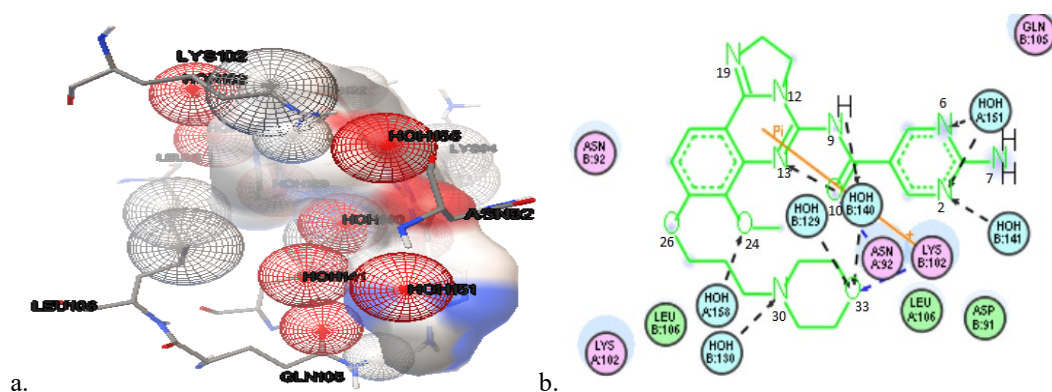 LYS102
HOH156
LYS94
ASN92
HOH141
HOH151
LEU106
GLN105
a.
GLN
B:105
19
12
H
N
9
N
13
N
6
HOH
A:151
H
N
H
7
N
2
ASN
B:92
Pi
O
10
HOH
B:140
HOH
B:129
HOH
B:141
+
O
26
O
24
ASN
A:92
LYS
B:102
HOH
A:158
N
30
O
33
LEU
B:106
LEU
A:106
ASP
B:91
HOH
B:130
LYS
A:102
b.